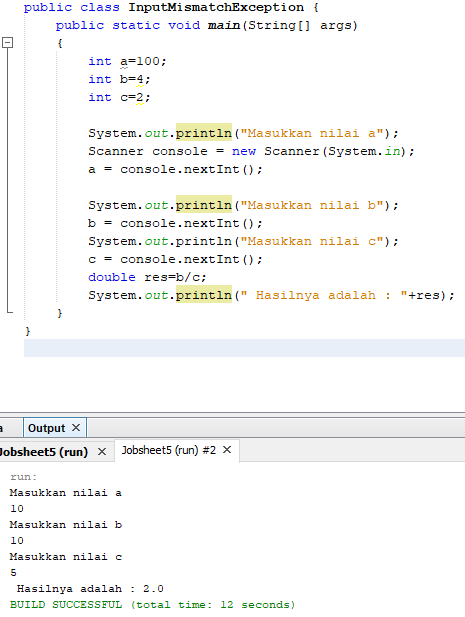 public class InputMismatchException {
public static void main(String[] args)
{
int a=100;
int b=4;
int c=2;
System.out.println("Masukkan nilai a");
Scanner console = new Scanner(System.in);
a = console.nextInt();
System.out.println("Masukkan nilai b");
b = console.nextInt();
System.out.println("Masukkan nilai c");
c = console.nextInt();
double res=b/c;
System.out.println(" Hasilnya adalah : "+res);
}
}
a Output ×
Jobsheet5 (run) × Jobsheet5 (run) #2 ×
run:
Masukkan nilai a
10
Masukkan nilai b
10
Masukkan nilai c
5
Hasilnya adalah : 2.0
BUILD SUCCESSFUL (total time: 12 seconds)